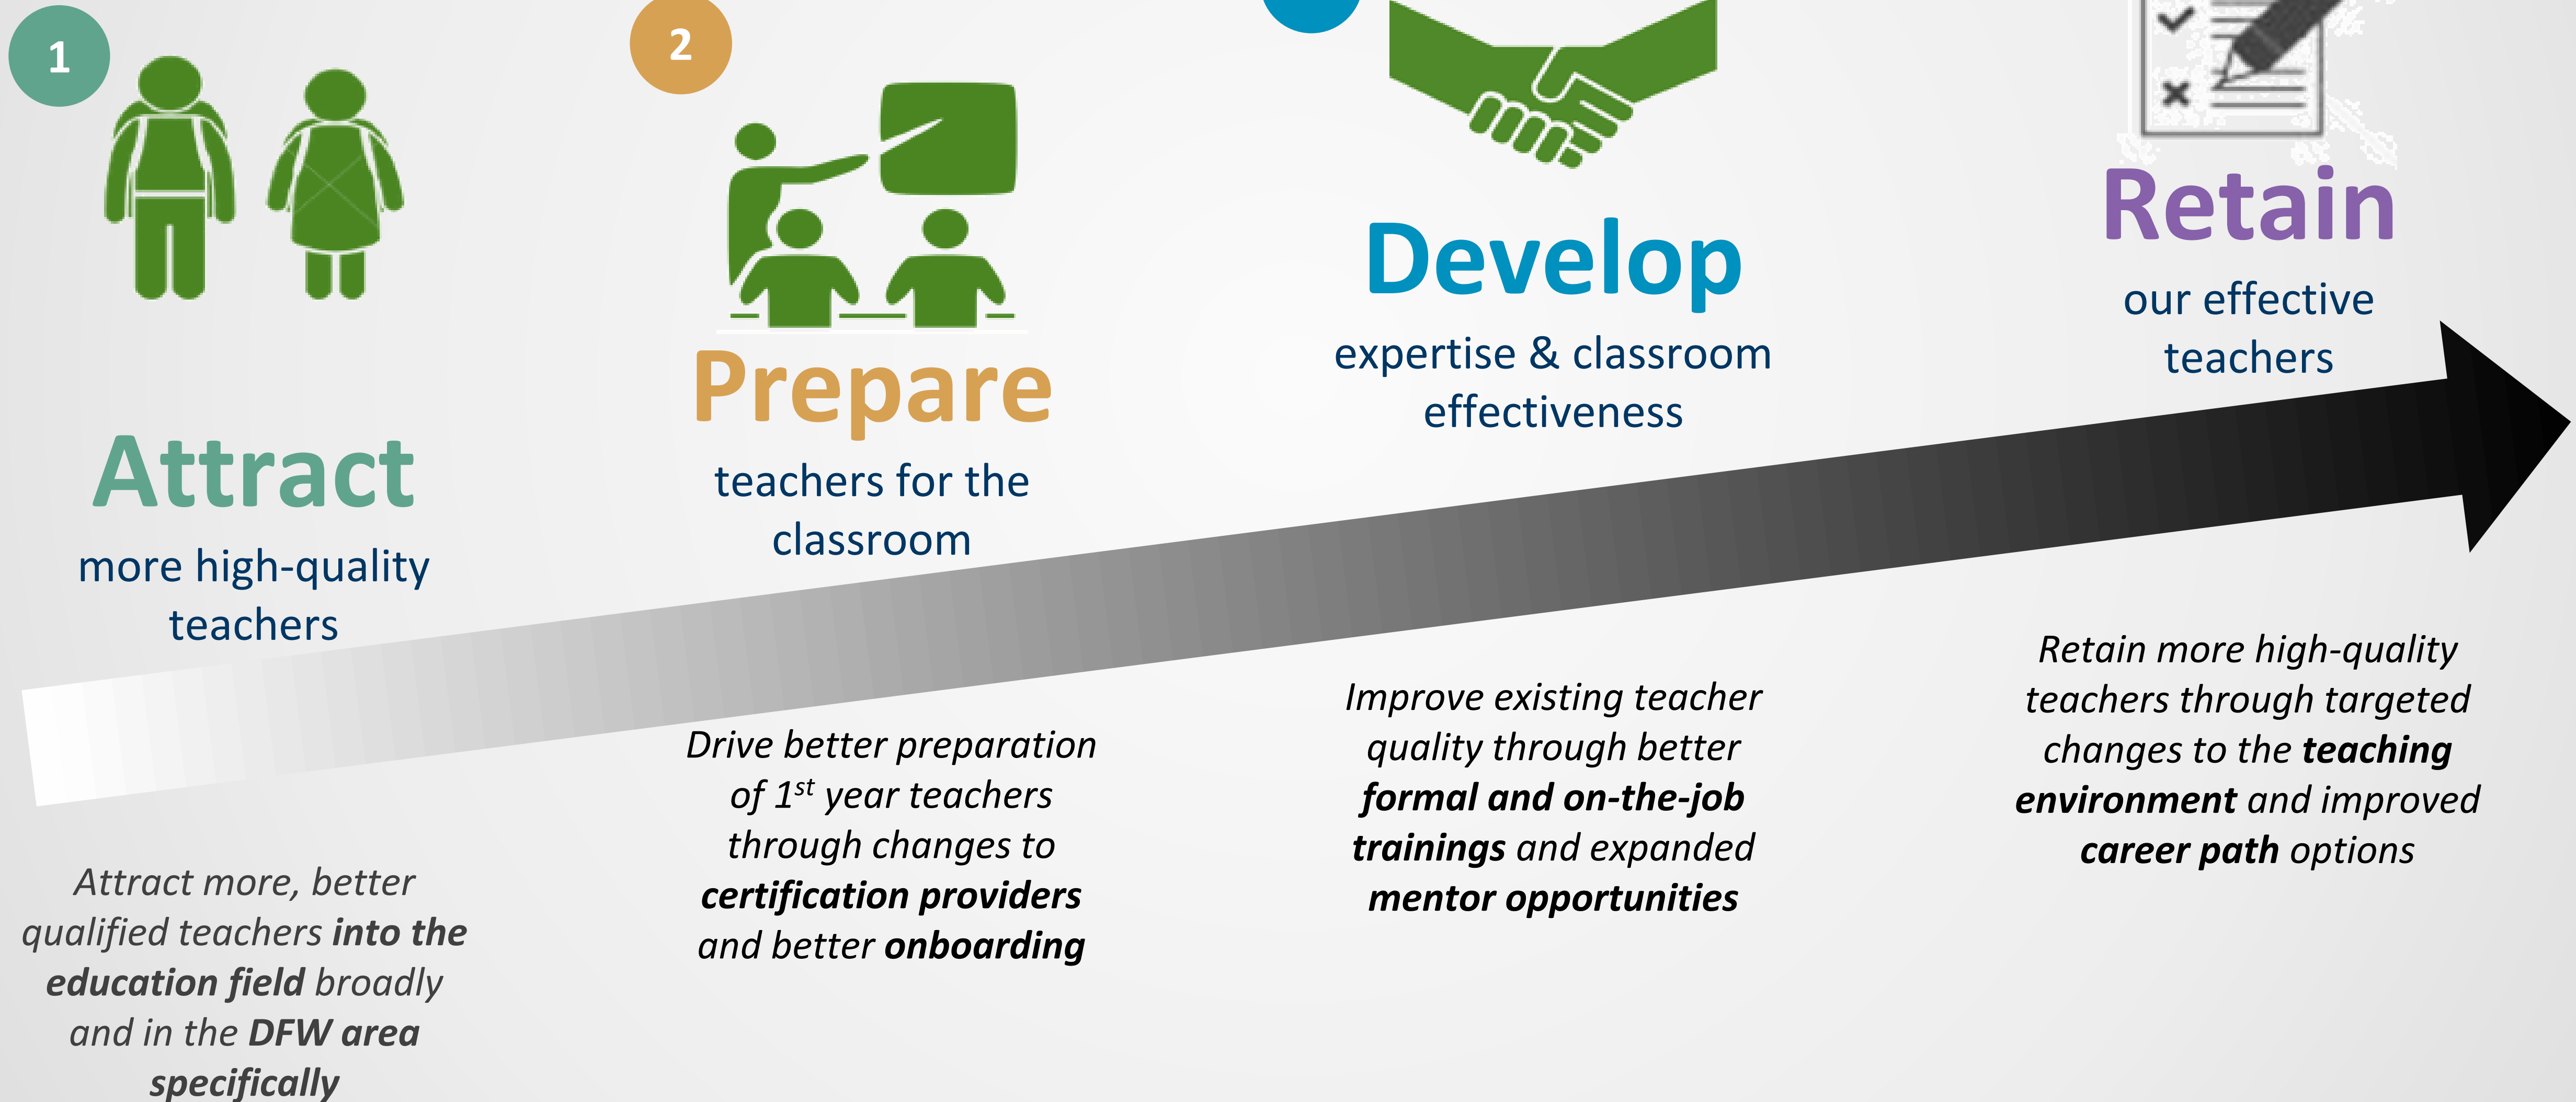 1
Attract
more high-quality
teachers
Attract more, better
qualified teachers into the
education field broadly
and in the DFW area
specifically
2
Prepare
teachers for the
classroom
Drive better preparation
of 1st year teachers
through changes to
certification providers
and better onboarding
Develop
expertise & classroom
effectiveness
Improve existing teacher
quality through better
formal and on-the-job
trainings and expanded
mentor opportunities
Retain
our effective
teachers
Retain more high-quality
teachers through targeted
changes to the teaching
environment and improved
career path options